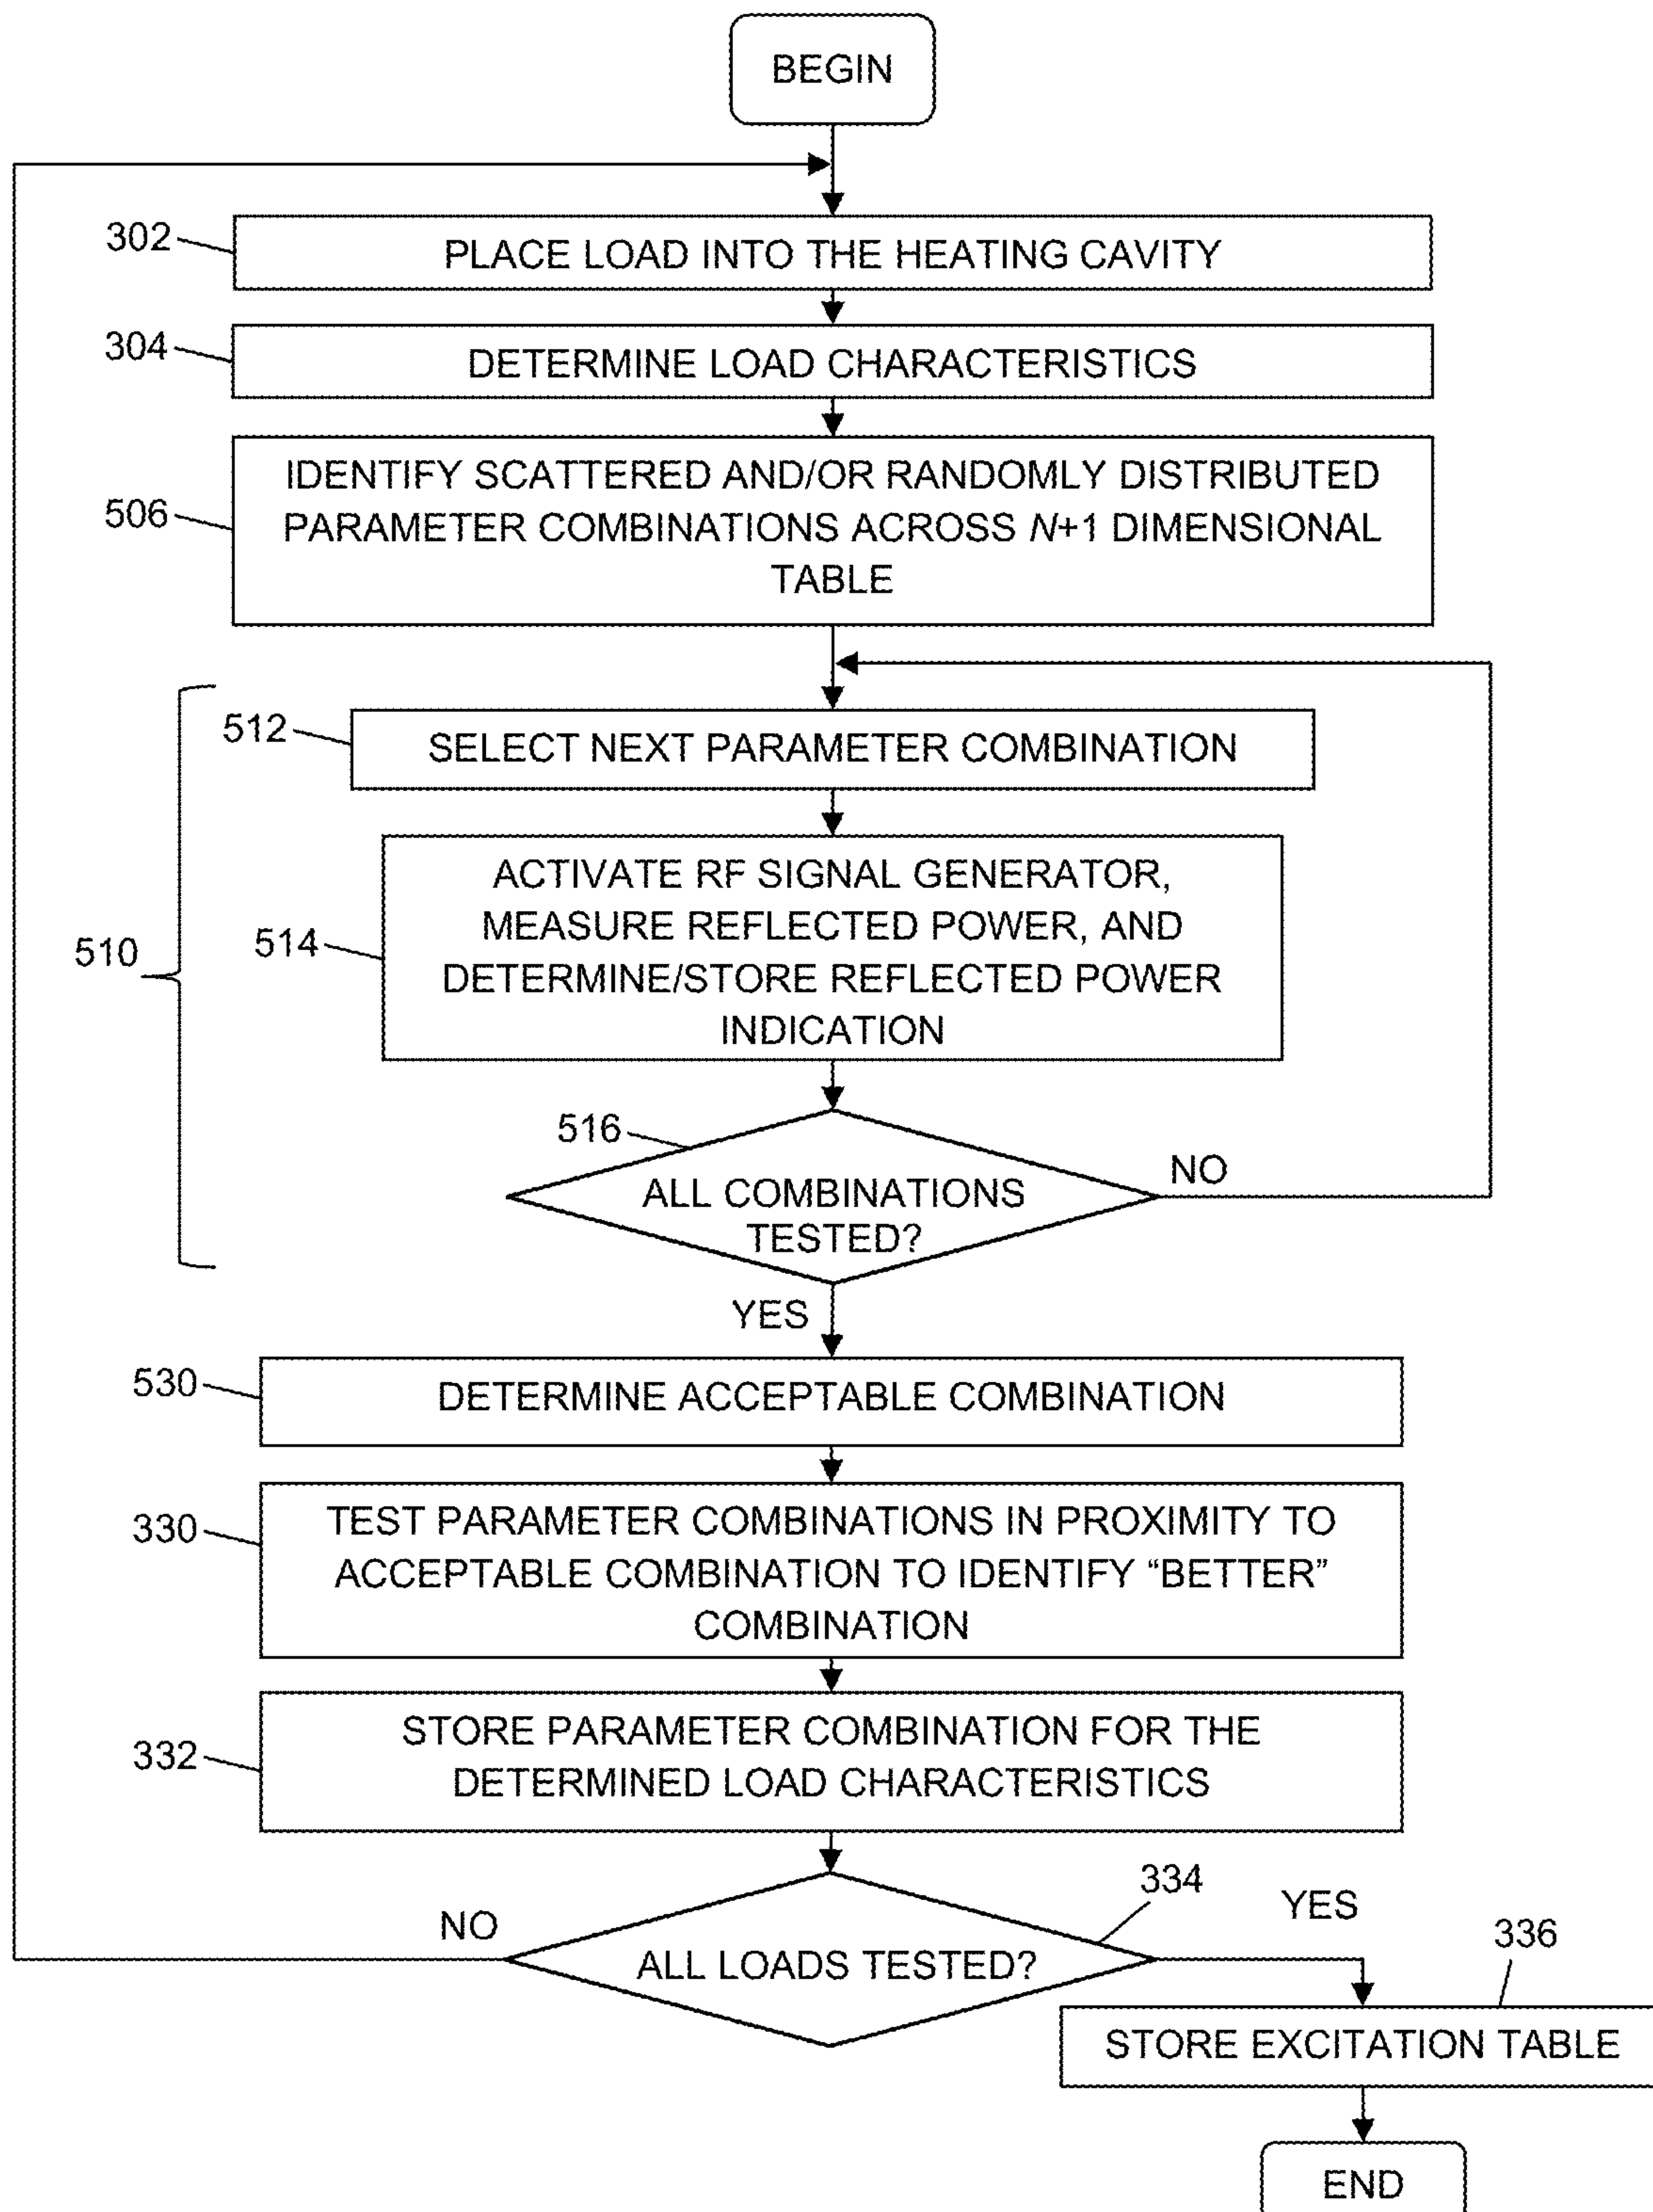 BEGIN
302
PLACE LOAD INTO THE HEATING CAVITY
304
DETERMINE LOAD CHARACTERISTICS
506
IDENTIFY SCATTERED AND/OR RANDOMLY DISTRIBUTED
PARAMETER COMBINATIONS ACROSS N+1 DIMENSIONAL
TABLE
510
512
SELECT NEXT PARAMETER COMBINATION
514
ACTIVATE RF SIGNAL GENERATOR,
MEASURE REFLECTED POWER, AND
DETERMINE/STORE REFLECTED POWER
INDICATION
516
ALL COMBINATIONS
TESTED?
NO
YES
530
DETERMINE ACCEPTABLE COMBINATION
330
TEST PARAMETER COMBINATIONS IN PROXIMITY TO
ACCEPTABLE COMBINATION TO IDENTIFY “BETTER”
COMBINATION
332
STORE PARAMETER COMBINATION FOR THE
DETERMINED LOAD CHARACTERISTICS
334
NO
ALL LOADS TESTED?
YES
336
STORE EXCITATION TABLE
END